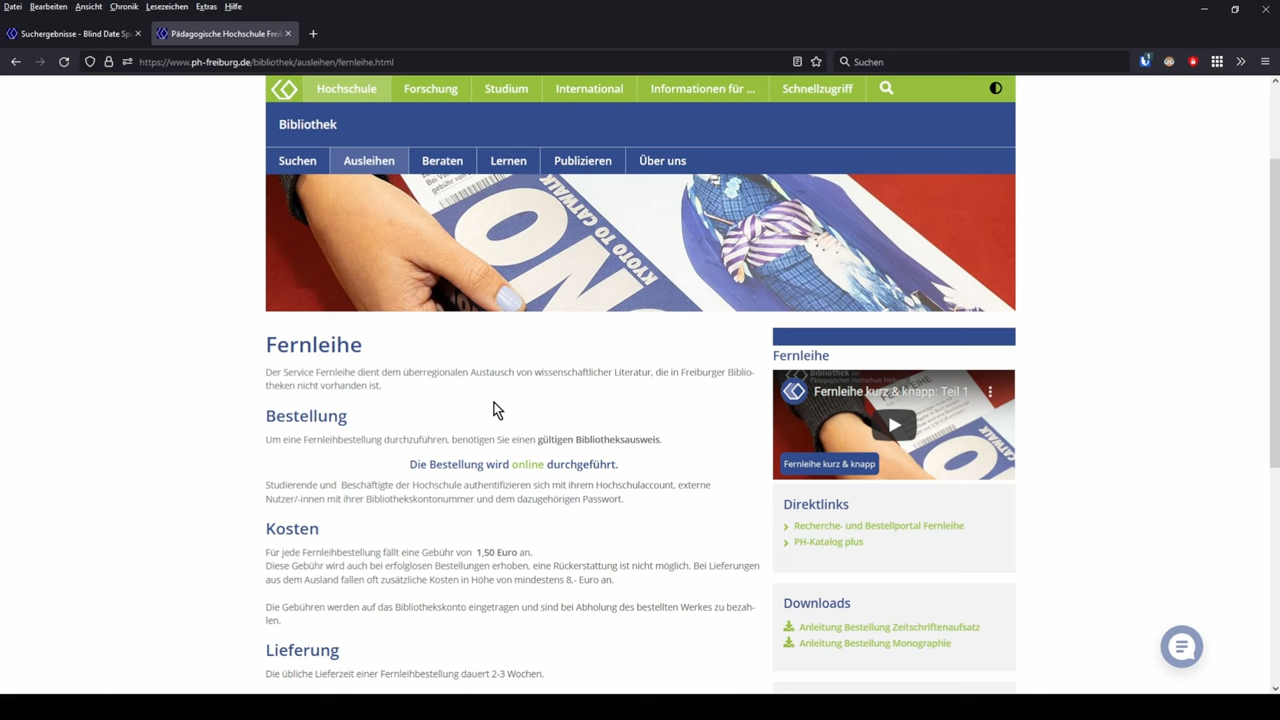 Datei Bearbeiten Ansicht Chronik Lesezeichen Extras Hilfe
Suchergebnisse - Blind Date Sp
Pädagogische Hochschule Frei
https://www.ph-freiburg.de/bibliothek/ausleihen/fernleihe.html
Suchen
Hochschule Forschung Studium International Informationen für ... Schnellzugriff
Bibliothek
Suchen Ausleihen Beraten Lernen Publizieren Über uns
KYOTO TO CATWALK
Fernleihe
Der Service Fernleihe dient dem überregionalen Austausch von wissenschaftlicher Literatur, die in Freiburger Biblio-
theken nicht vorhanden ist.
Bestellung
Um eine Fernleihbestellung durchzuführen, benötigen Sie einen gültigen Bibliotheksausweis.
Die Bestellung wird online durchgeführt.
Studierende und Beschäftigte der Hochschule authentifizieren sich mit ihrem Hochschulaccount, externe
Nutzer/-innen mit ihrer Bibliothekskontonummer und dem dazugehörigen Passwort.
Kosten
Für jede Fernleihbestellung fällt eine Gebühr von 1,50 Euro an.
Diese Gebühr wird auch bei erfolglosen Bestellungen erhoben, eine Rückerstattung ist nicht möglich. Bei Lieferungen
aus dem Ausland fallen oft zusätzliche Kosten in Höhe von mindestens 8,- Euro an.
Die Gebühren werden auf das Bibliothekskonto eingetragen und sind bei Abholung des bestellten Werkes zu bezah-
len.
Lieferung
Die übliche Lieferzeit einer Fernleihbestellung dauert 2-3 Wochen.
Fernleihe
Pädagogischen Hochschule Freiburg
Fernleihe kurz & knapp: Teil 1
Fernleihe kurz & knapp
Direktlinks
Recherche- und Bestellportal Fernleihe
PH-Katalog plus
Downloads
Anleitung Bestellung Zeitschriftenaufsatz
Anleitung Bestellung Monographie